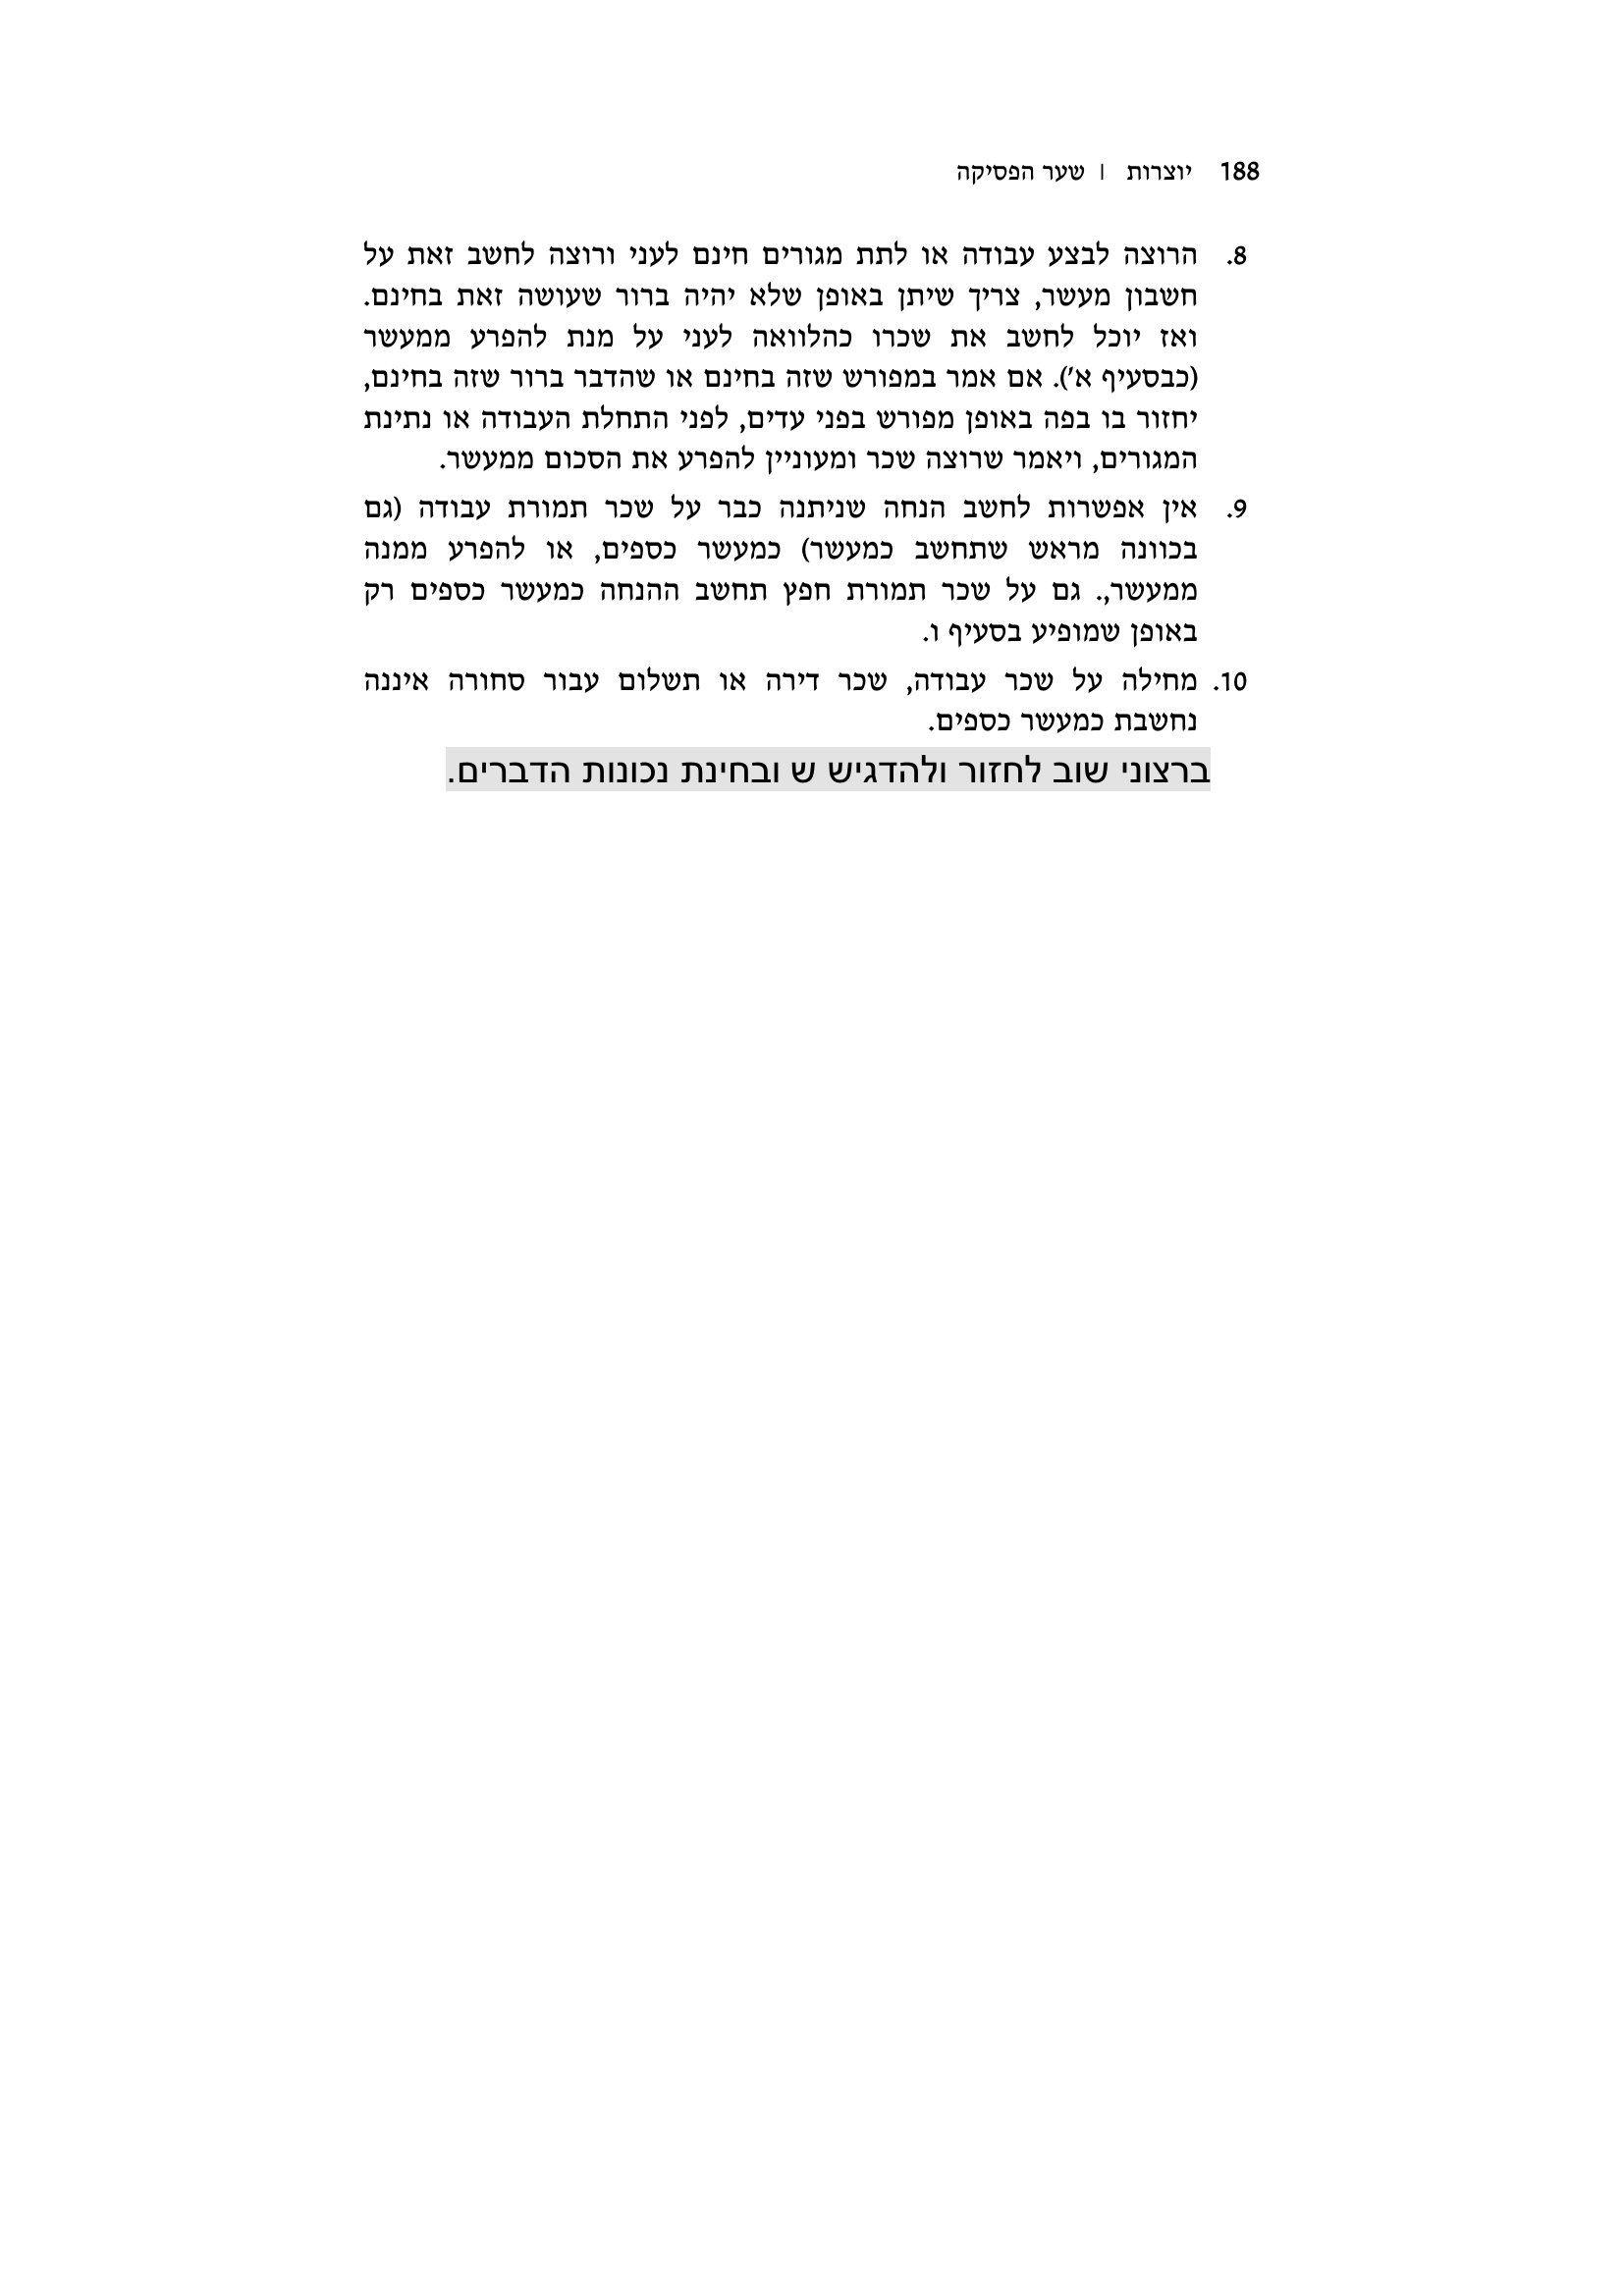 188 יוצרות | שער הפסיקה
8. הרוצה לבצע עבודה או לתת מגורים חינם לעני ורוצה לחשב זאת על
חשבון מעשר, צריך שיתן באופן שלא יהיה ברור שעושה זאת בחינם.
ואז יוכל לחשב את שכרו כהלוואה לעני על מנת להפרע ממעשר
(כבסעיף א'). אם אמר במפורש שזה בחינם או שהדבר ברור שזה בחינם,
יחזור בו בפה באופן מפורש בפני עדים, לפני התחלת העבודה או נתינת
המגורים, ויאמר שרוצה שכר ומעוניין להפרע את הסכום ממעשר.
9. אין אפשרות לחשב הנחה שניתנה כבר על שכר תמורת עבודה (גם
בכוונה מראש שתחשב כמעשר) כמעשר כספים, או להפרע ממנה
ממעשר,. גם על שכר תמורת חפץ תחשב ההנחה כמעשר כספים רק
באופן שמופיע בסעיף ו.
10. מחילה על שכר עבודה, שכר דירה או תשלום עבור סחורה איננה
נחשבת כמעשר כספים.
ברצוני שוב לחזור ולהדגיש ש ובחינת נכונות הדברים.